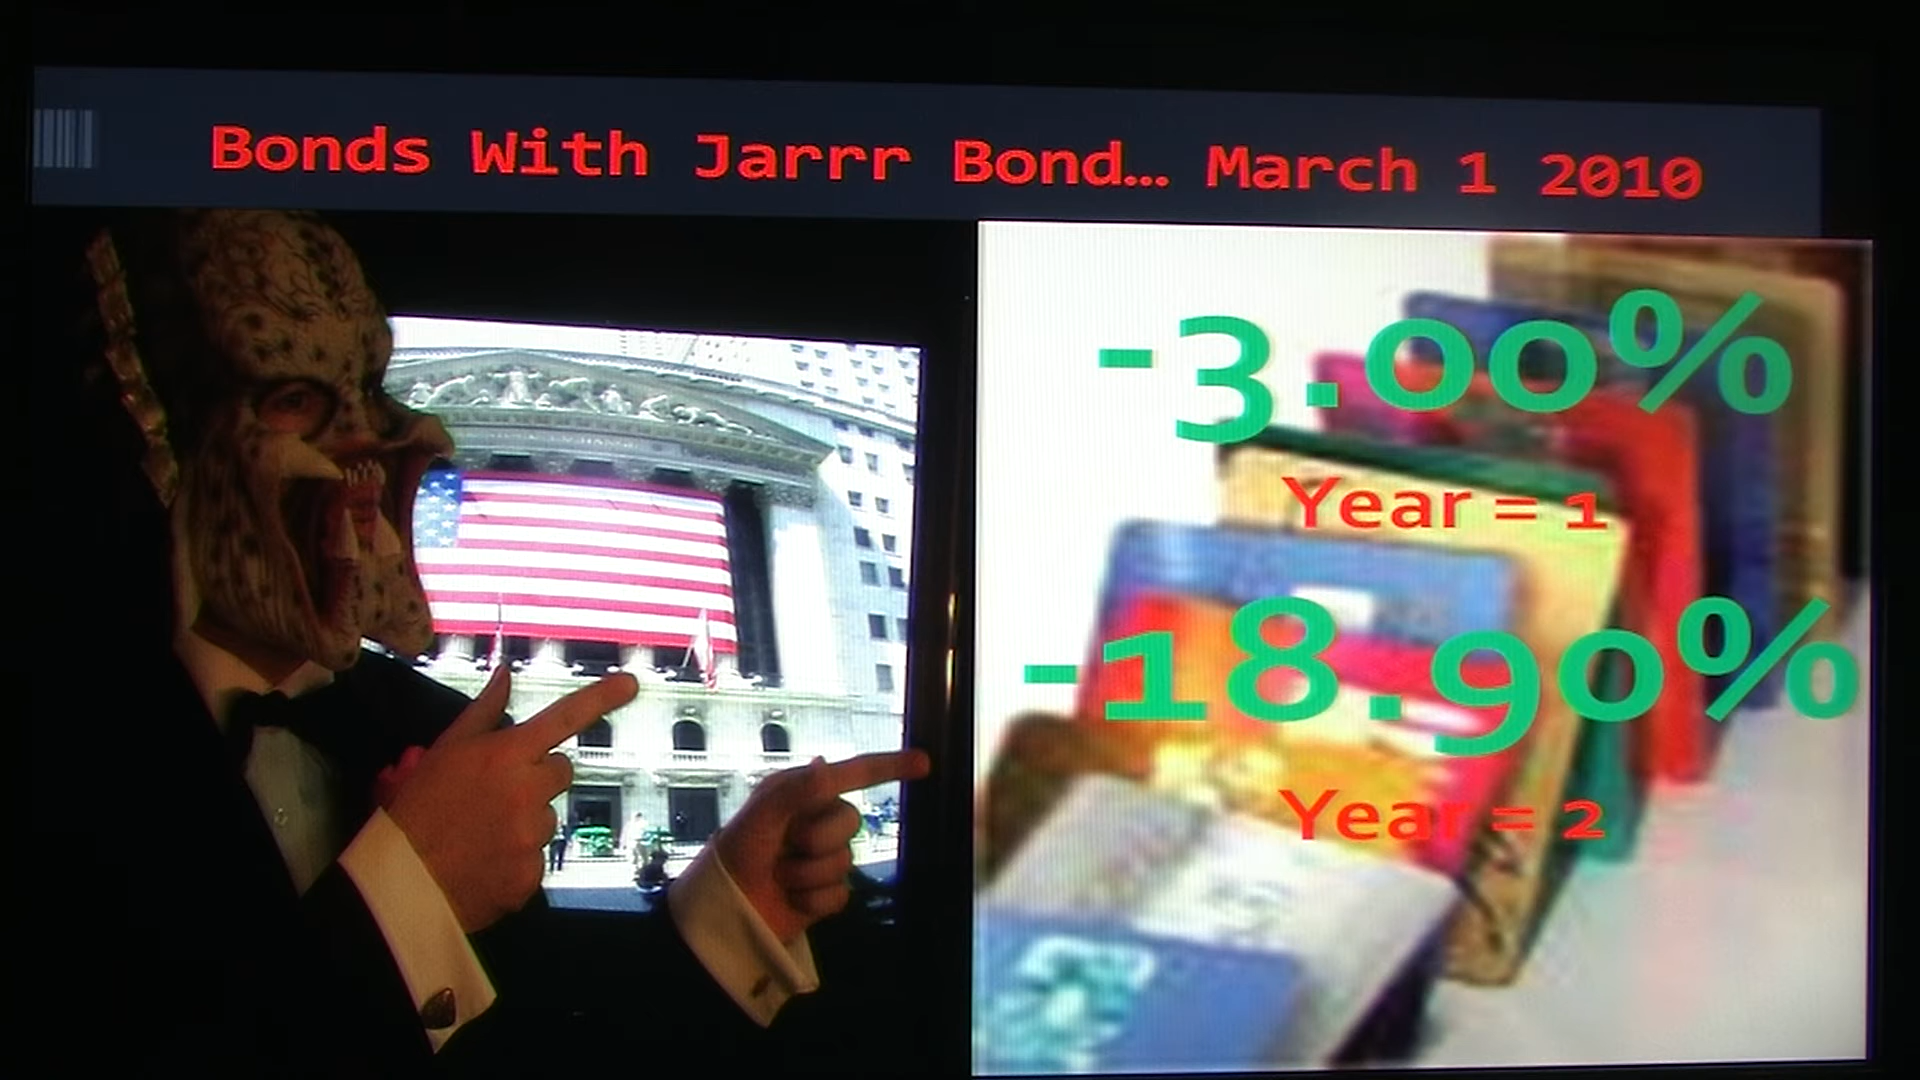 Bonds With Jarrr Bond... March 1 2010
-3.00%
Year = 1
-18.90%
Year = 2